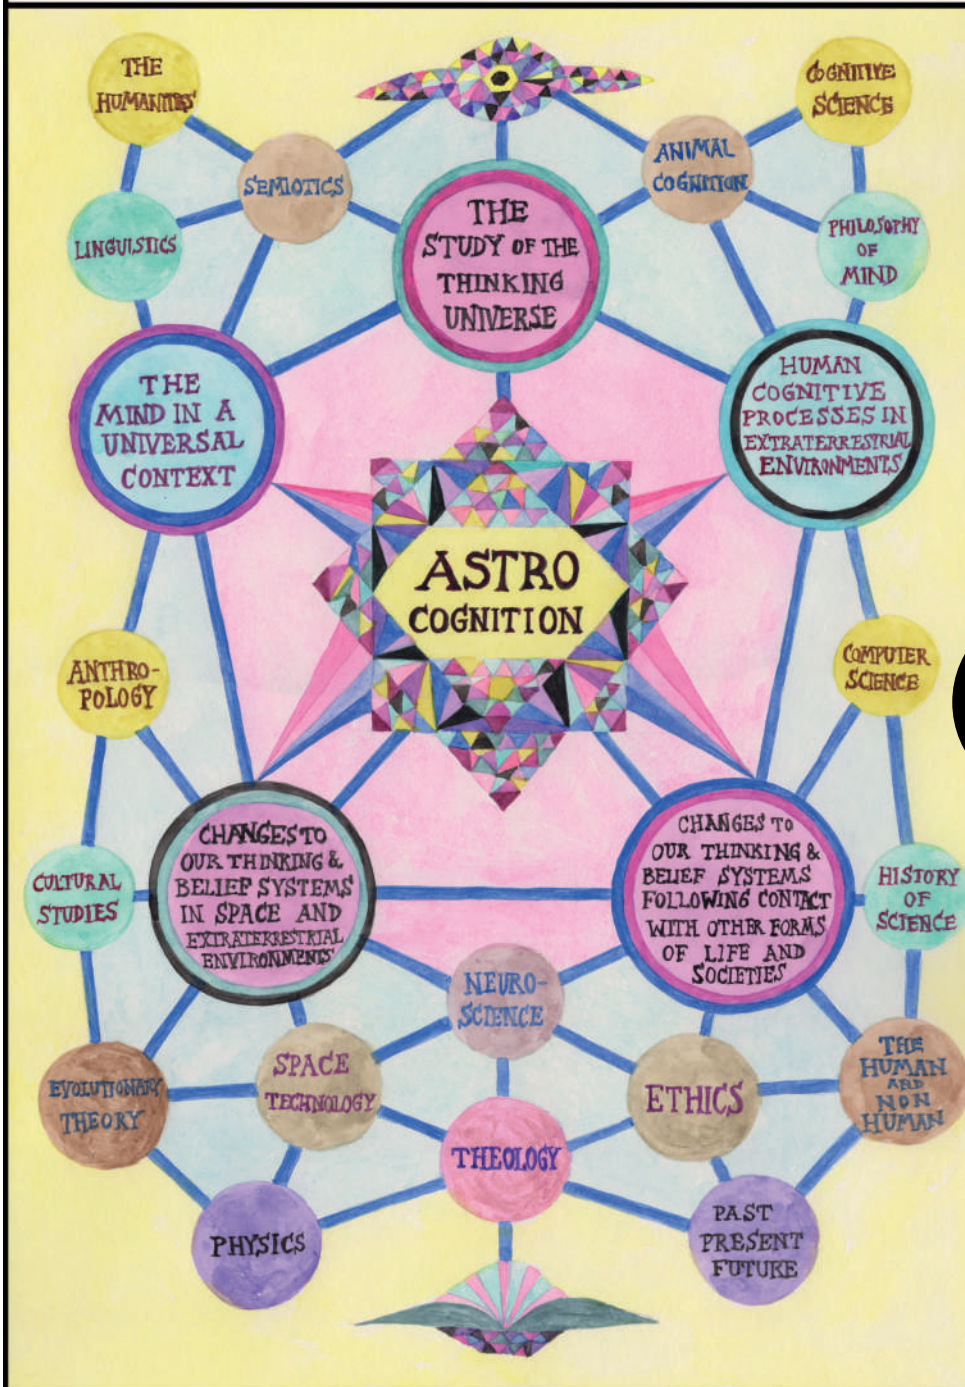 THE
HUMANITIES
COGNITIVE
SCIENCE
SEMIOTICS
ANIMAL
COGNITION
LINGUISTICS
PHILOSOPHY
OF
MIND
THE
STUDY OF THE
THINKING
UNIVERSE
THE
MIND IN A
UNIVERSAL
CONTEXT
HUMAN
COGNITIVE
PROCESSES IN
EXTRATERRESTRIAL
ENVIRONMENTS
ASTRO
COGNITION
ANTHRO-
POLOGY
COMPUTER
SCIENCE
CHANGES TO
OUR THINKING &
BELIEF SYSTEMS
IN SPACE AND
EXTRATERRESTRIAL
ENVIRONMENTS
CHANGES TO
OUR THINKING &
BELIEF SYSTEMS
FOLLOWING CONTACT
WITH OTHER FORMS
OF LIFE AND
SOCIETIES
CULTURAL
STUDIES
HISTORY
OF
SCIENCE
NEURO-
SCIENCE
EVOLUTIONARY
THEORY
SPACE
TECHNOLOGY
ETHICS
THE
HUMAN
AND
NON
HUMAN
THEOLOGY
PHYSICS
PAST
PRESENT
FUTURE